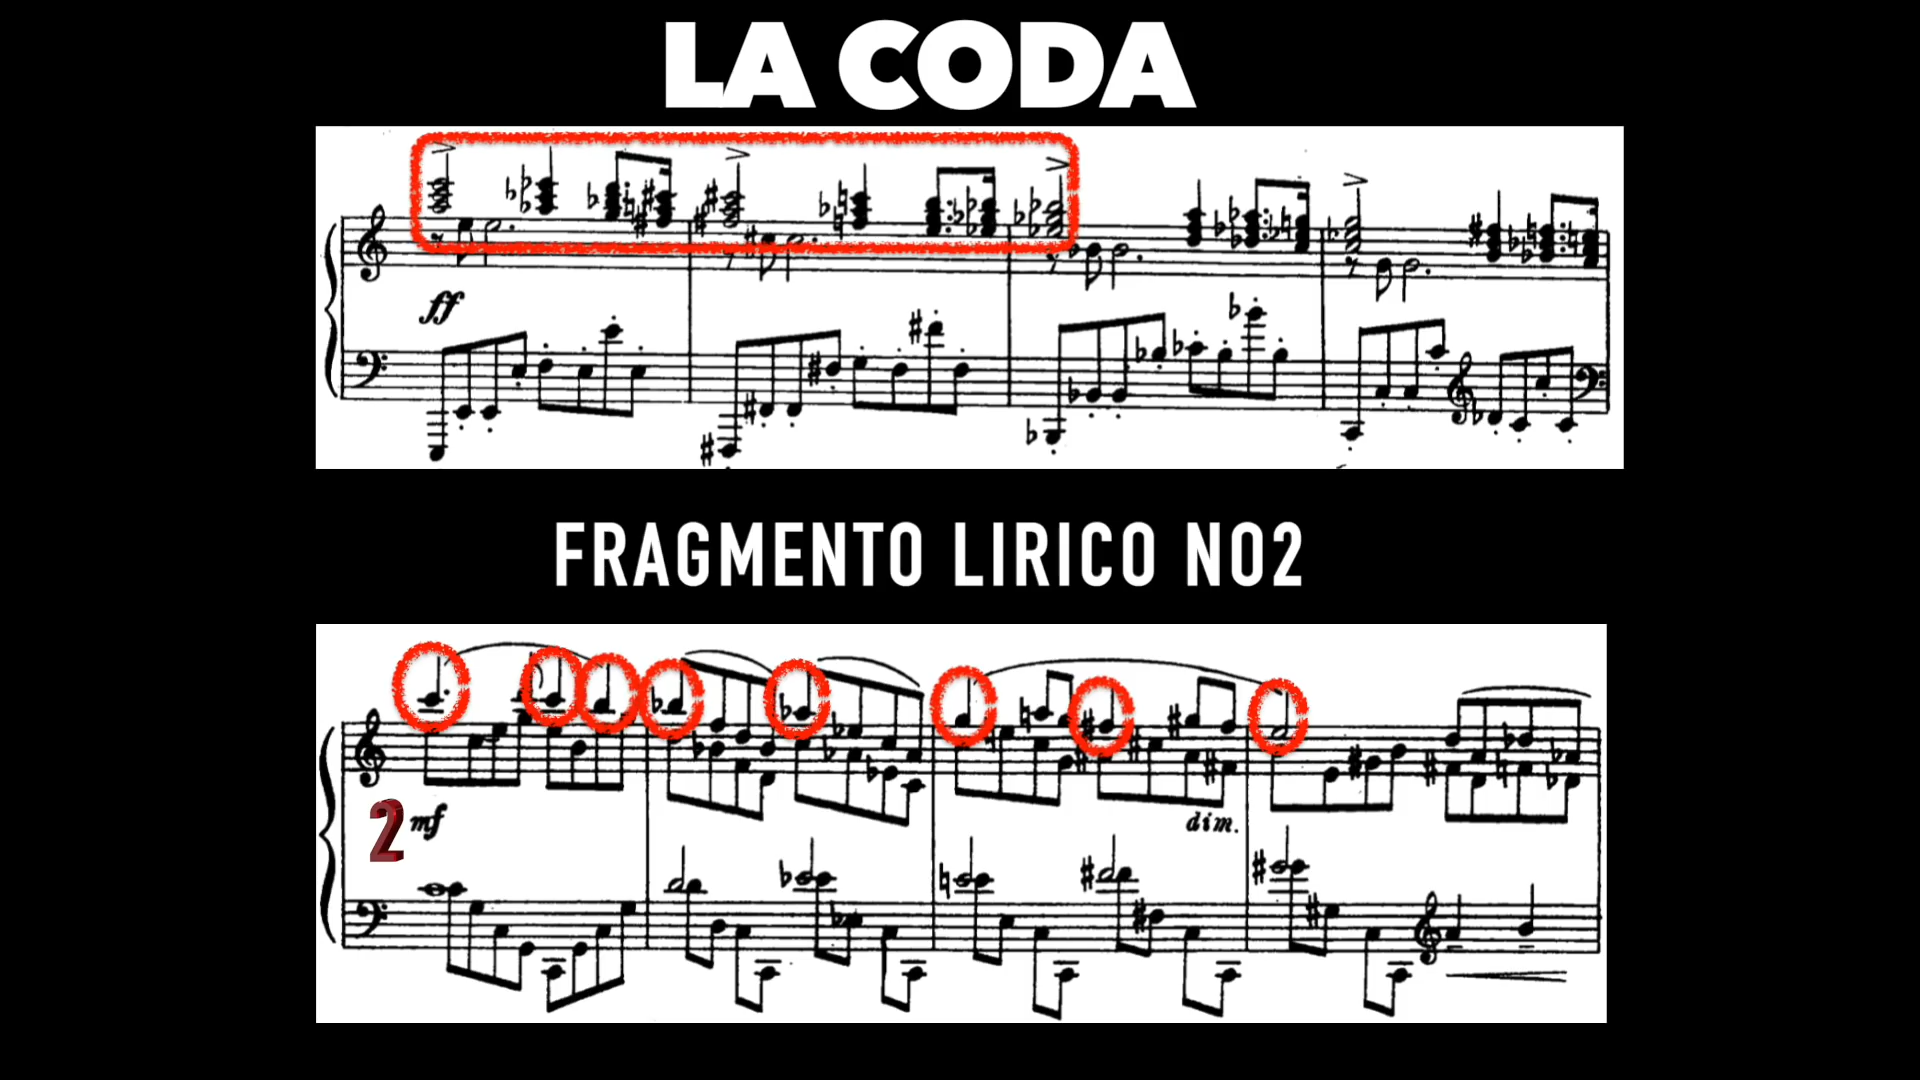 LA CODA
ff
FRAGMENTO LIRICO NO2
2 mf
dim.